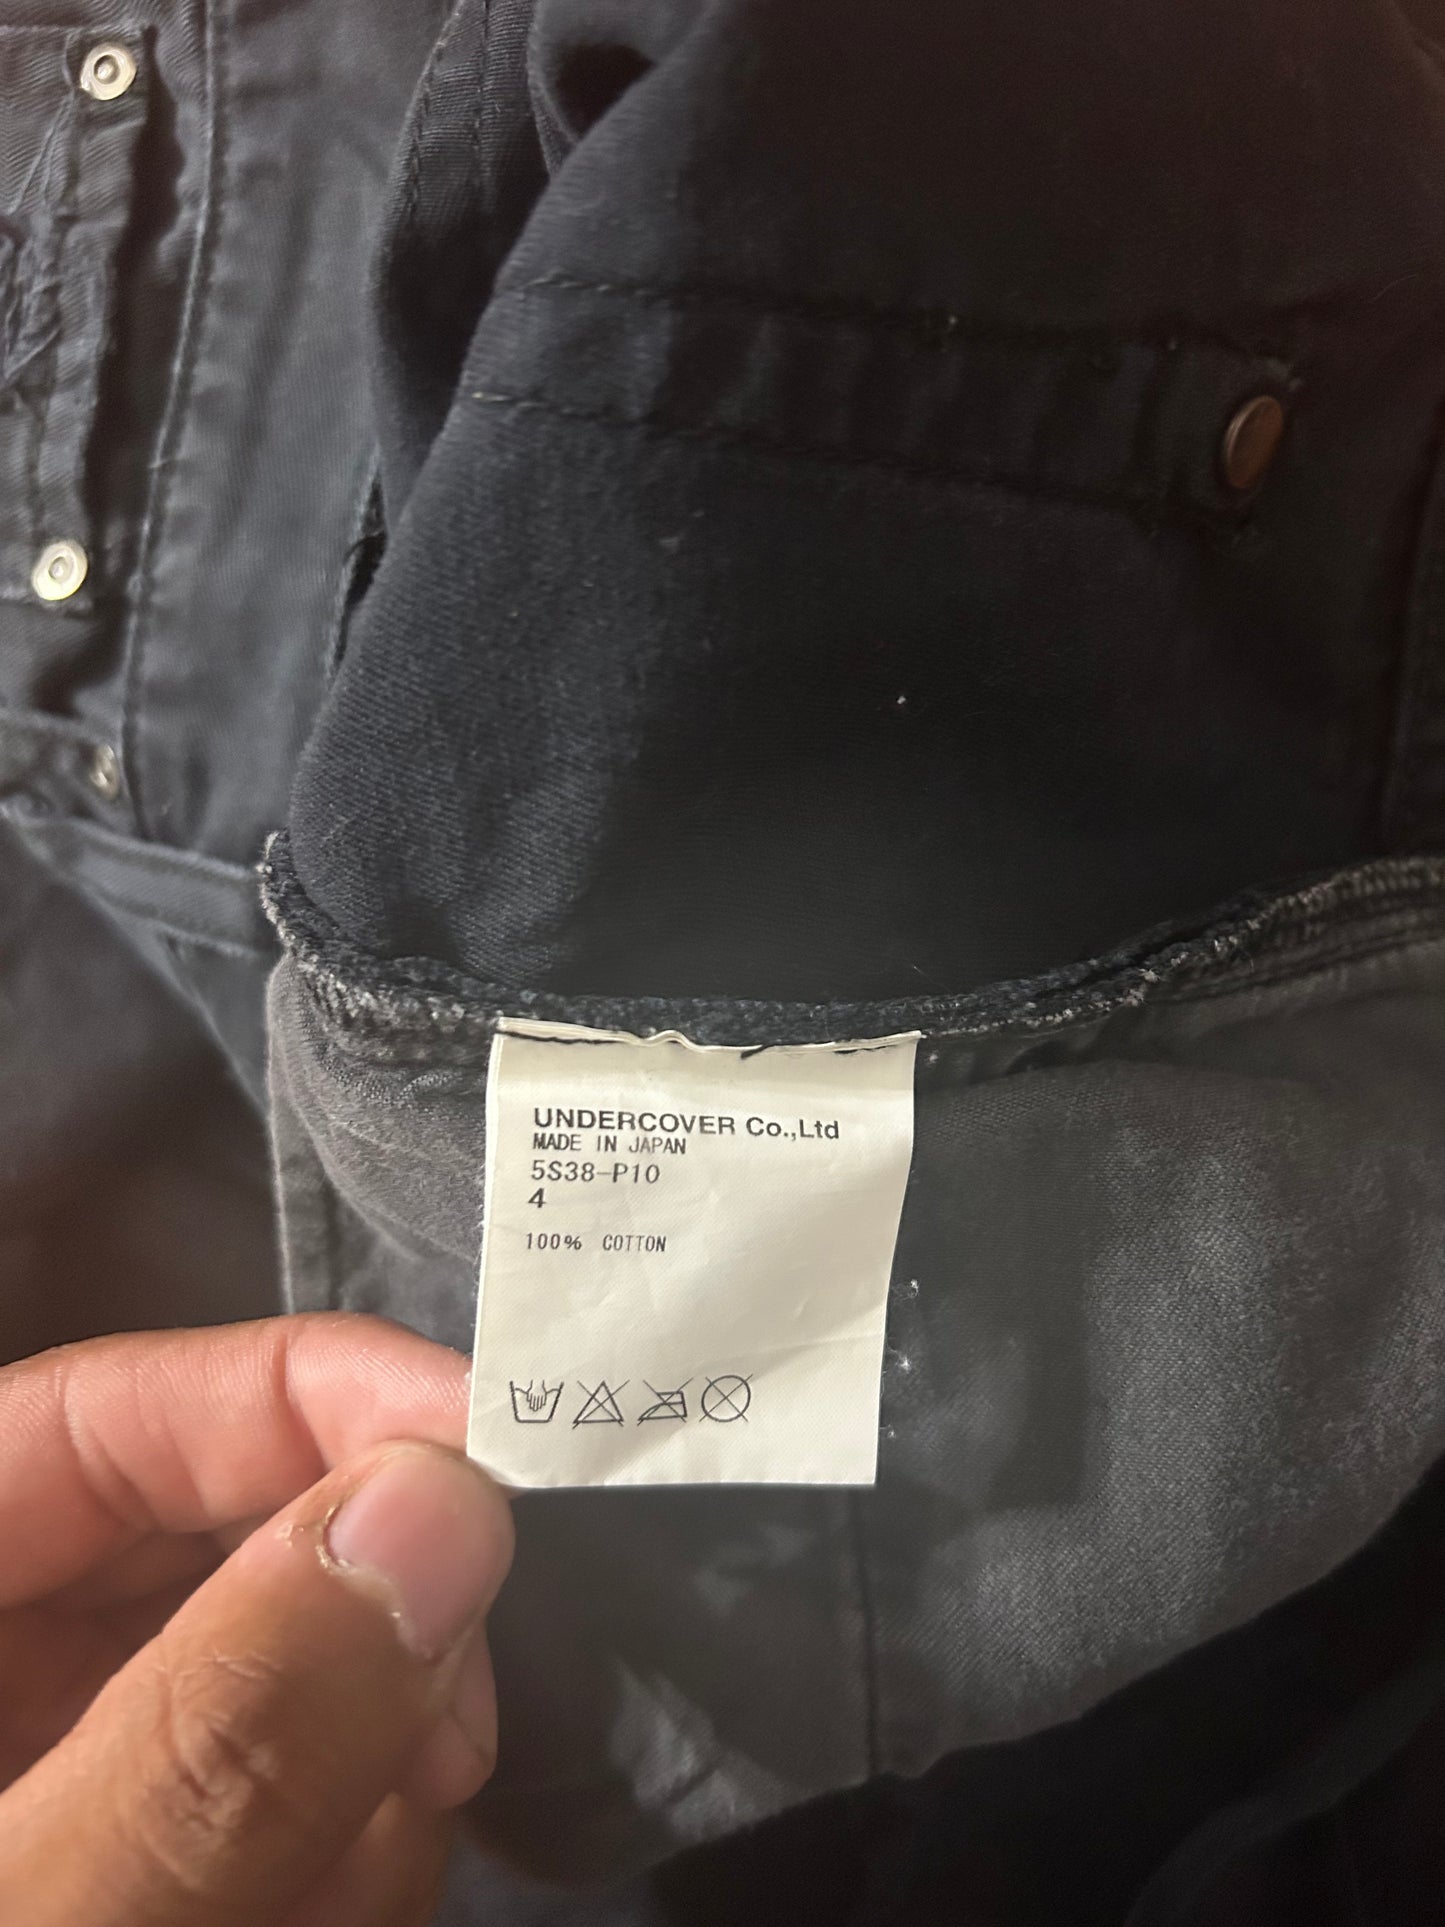 UNDERCOVER Co.,Ltd
MADE IN JAPAN
5S38-P10
4
100% COTTON